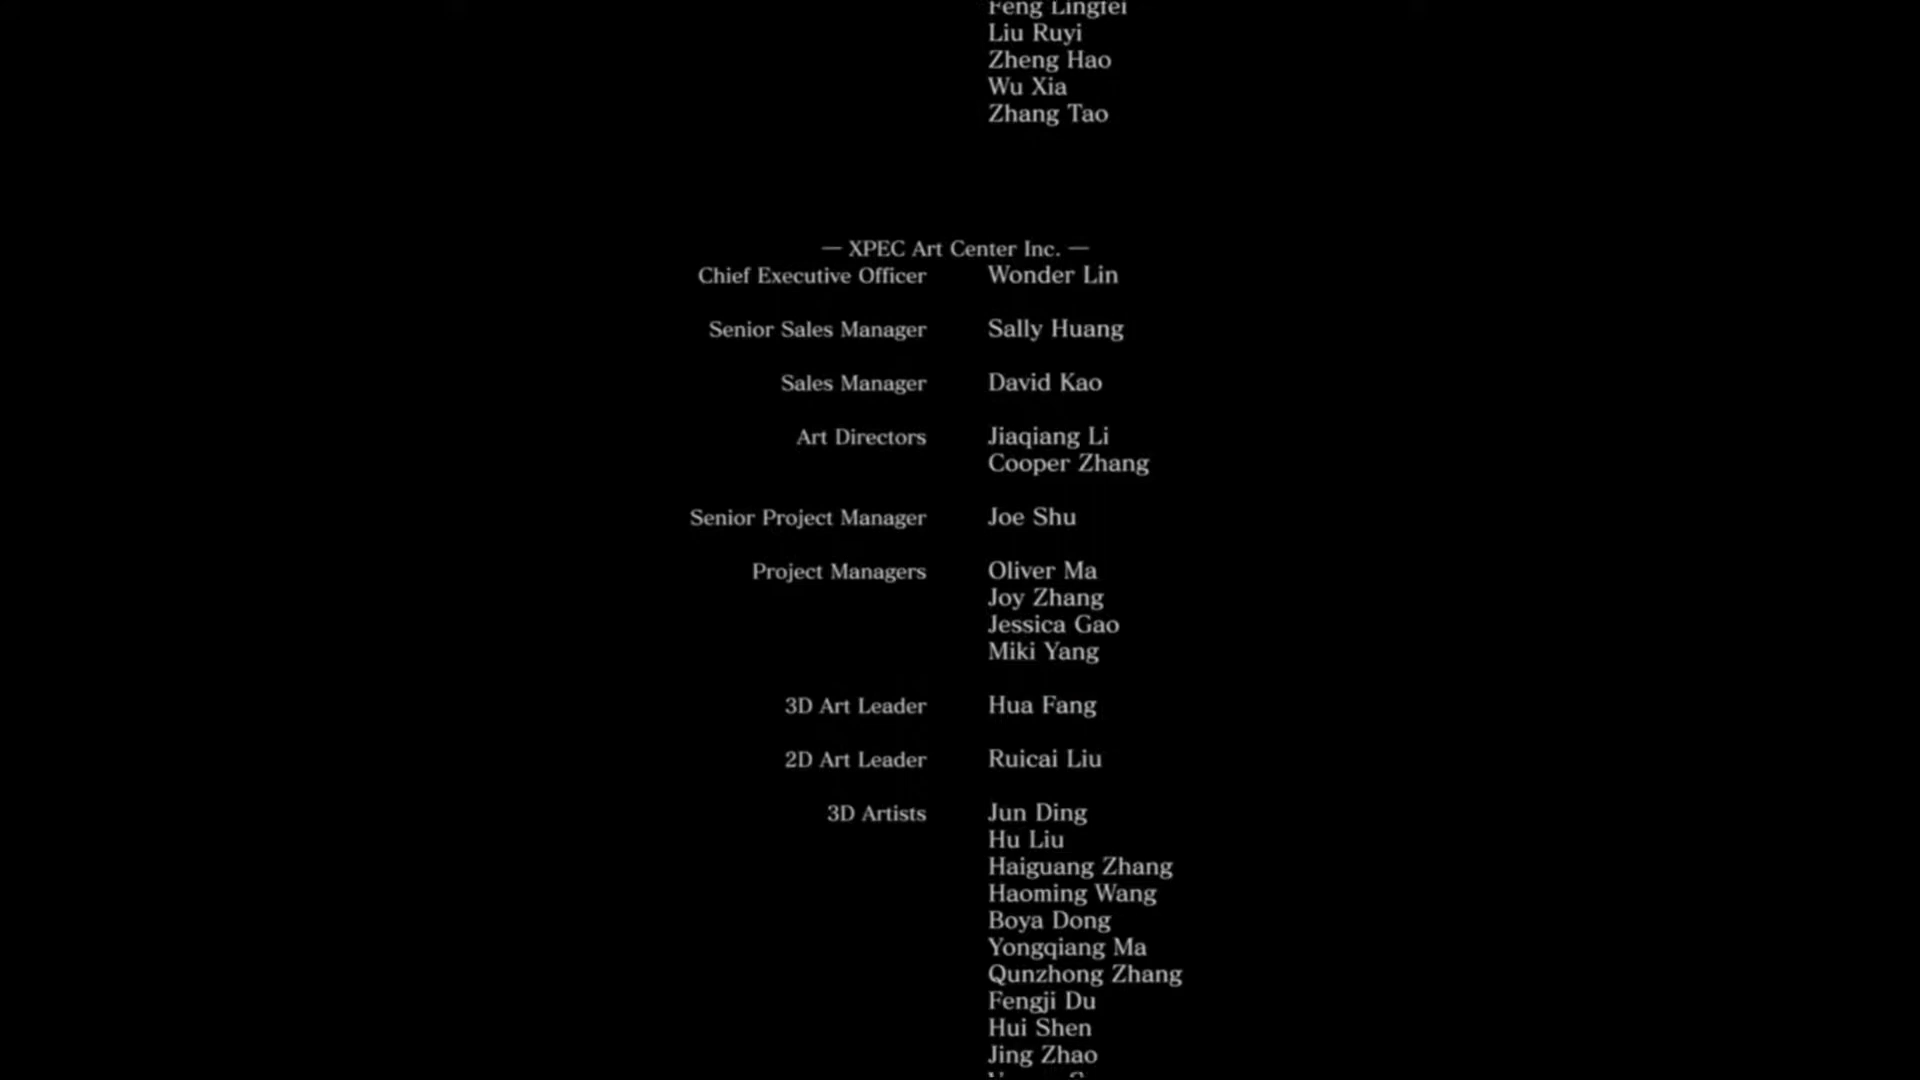 Feng Lingfei
Liu Ruyi
Zheng Hao
Wu Xia
Zhang Tao
— XPEC Art Center Inc. —
Chief Executive Officer Wonder Lin
Senior Sales Manager Sally Huang
Sales Manager David Kao
Art Directors Jiaqiang Li
Cooper Zhang
Senior Project Manager Joe Shu
Project Managers Oliver Ma
Joy Zhang
Jessica Gao
Miki Yang
3D Art Leader Hua Fang
2D Art Leader Ruicai Liu
3D Artists Jun Ding
Hu Liu
Haiguang Zhang
Haoming Wang
Boya Dong
Yongqiang Ma
Qunzhong Zhang
Fengji Du
Hui Shen
Jing Zhao